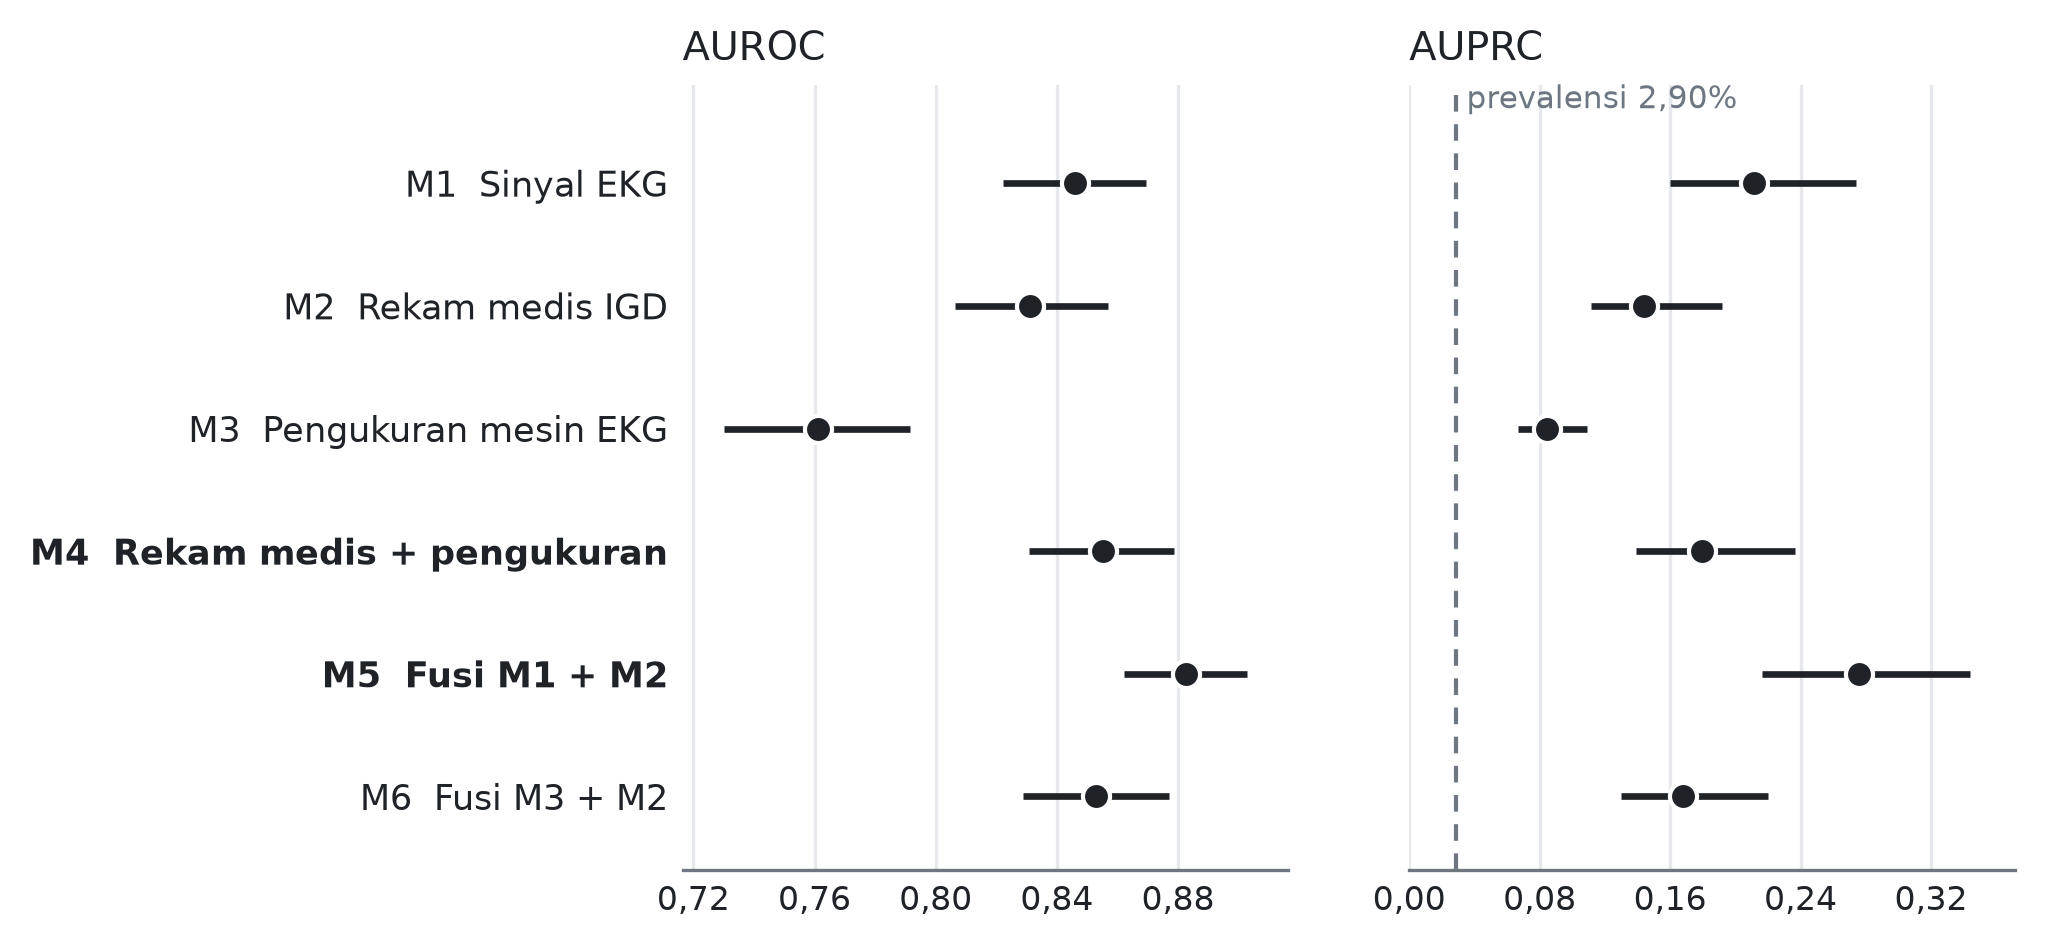 AUROC
AUPRC
prevalensi 2,90%
M1 Sinyal EKG
M2 Rekam medis IGD
M3 Pengukuran mesin EKG
M4 Rekam medis + pengukuran
M5 Fusi M1 + M2
M6 Fusi M3 + M2
0,72 0,76 0,80 0,84 0,88
0,00 0,08 0,16 0,24 0,32